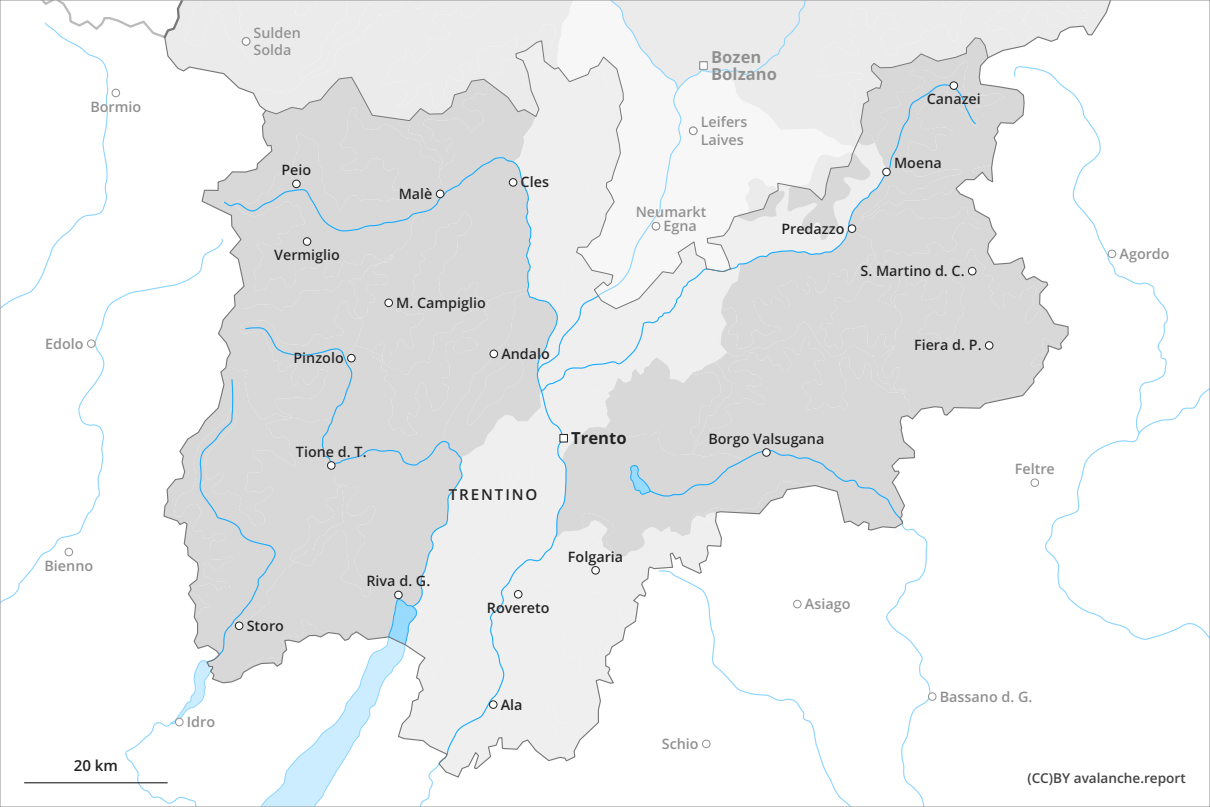 Sulden
Solda
Bozen
Bolzano
Bormio
Canazei
Leifers
Laives
Moena
Peio
Malè
Cles
Neumarkt
Egna
Predazzo
Vermiglio
Agordo
S. Martino d. C.
M. Campiglio
Edolo
Pinzolo
Andalo
Fiera d. P.
Trento
Borgo Valsugana
Tione d. T.
Feltre
TRENTINO
Bienno
Folgaria
Riva d. G.
Rovereto
Asiago
Storo
Bassano d. G.
Ala
Idro
Schio
20 km
(CC)BY avalanche.report